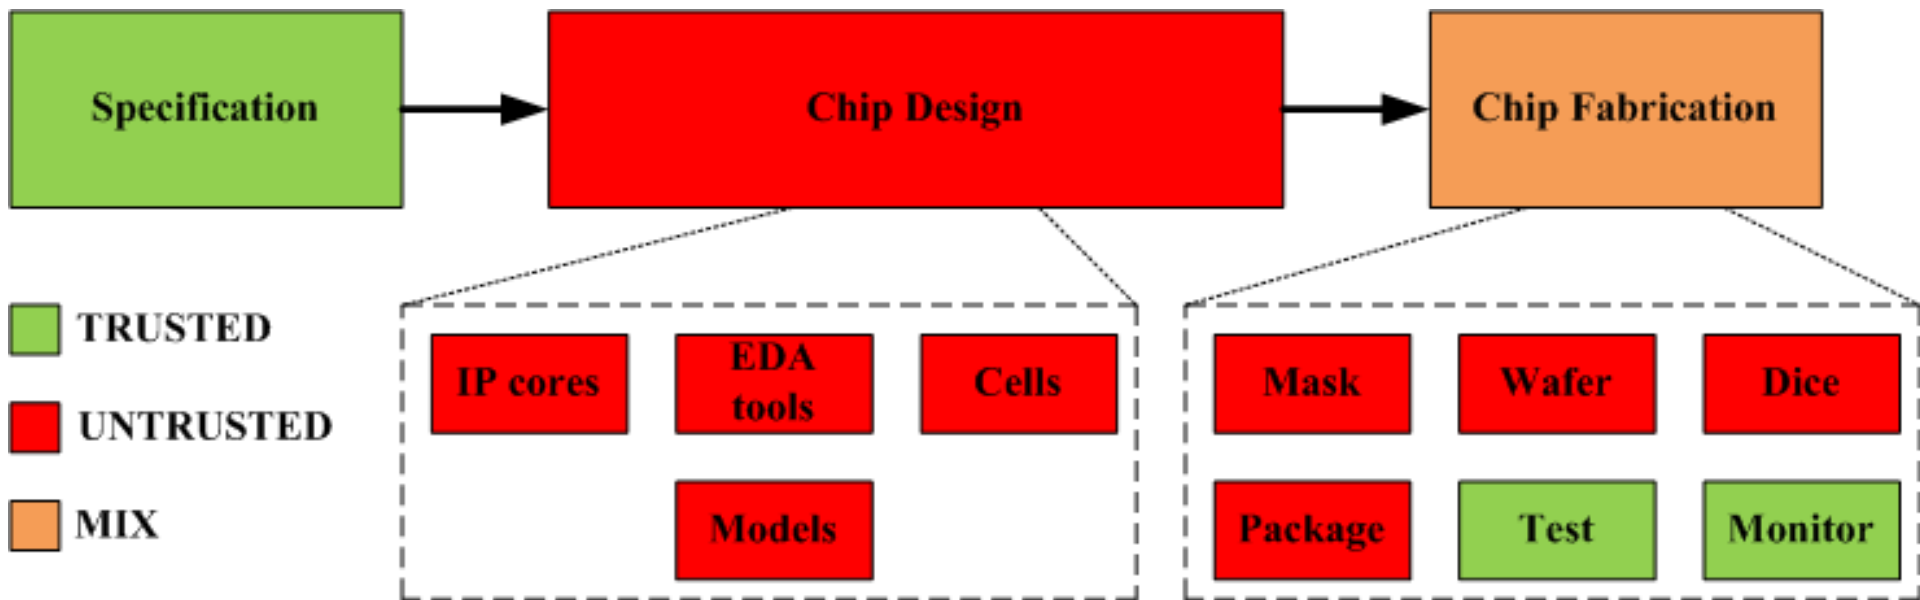 Specification
Chip Design
Chip Fabrication
TRUSTED
UNTRUSTED
MIX
IP cores
EDA
tools
Cells
Models
Mask
Wafer
Dice
Package
Test
Monitor